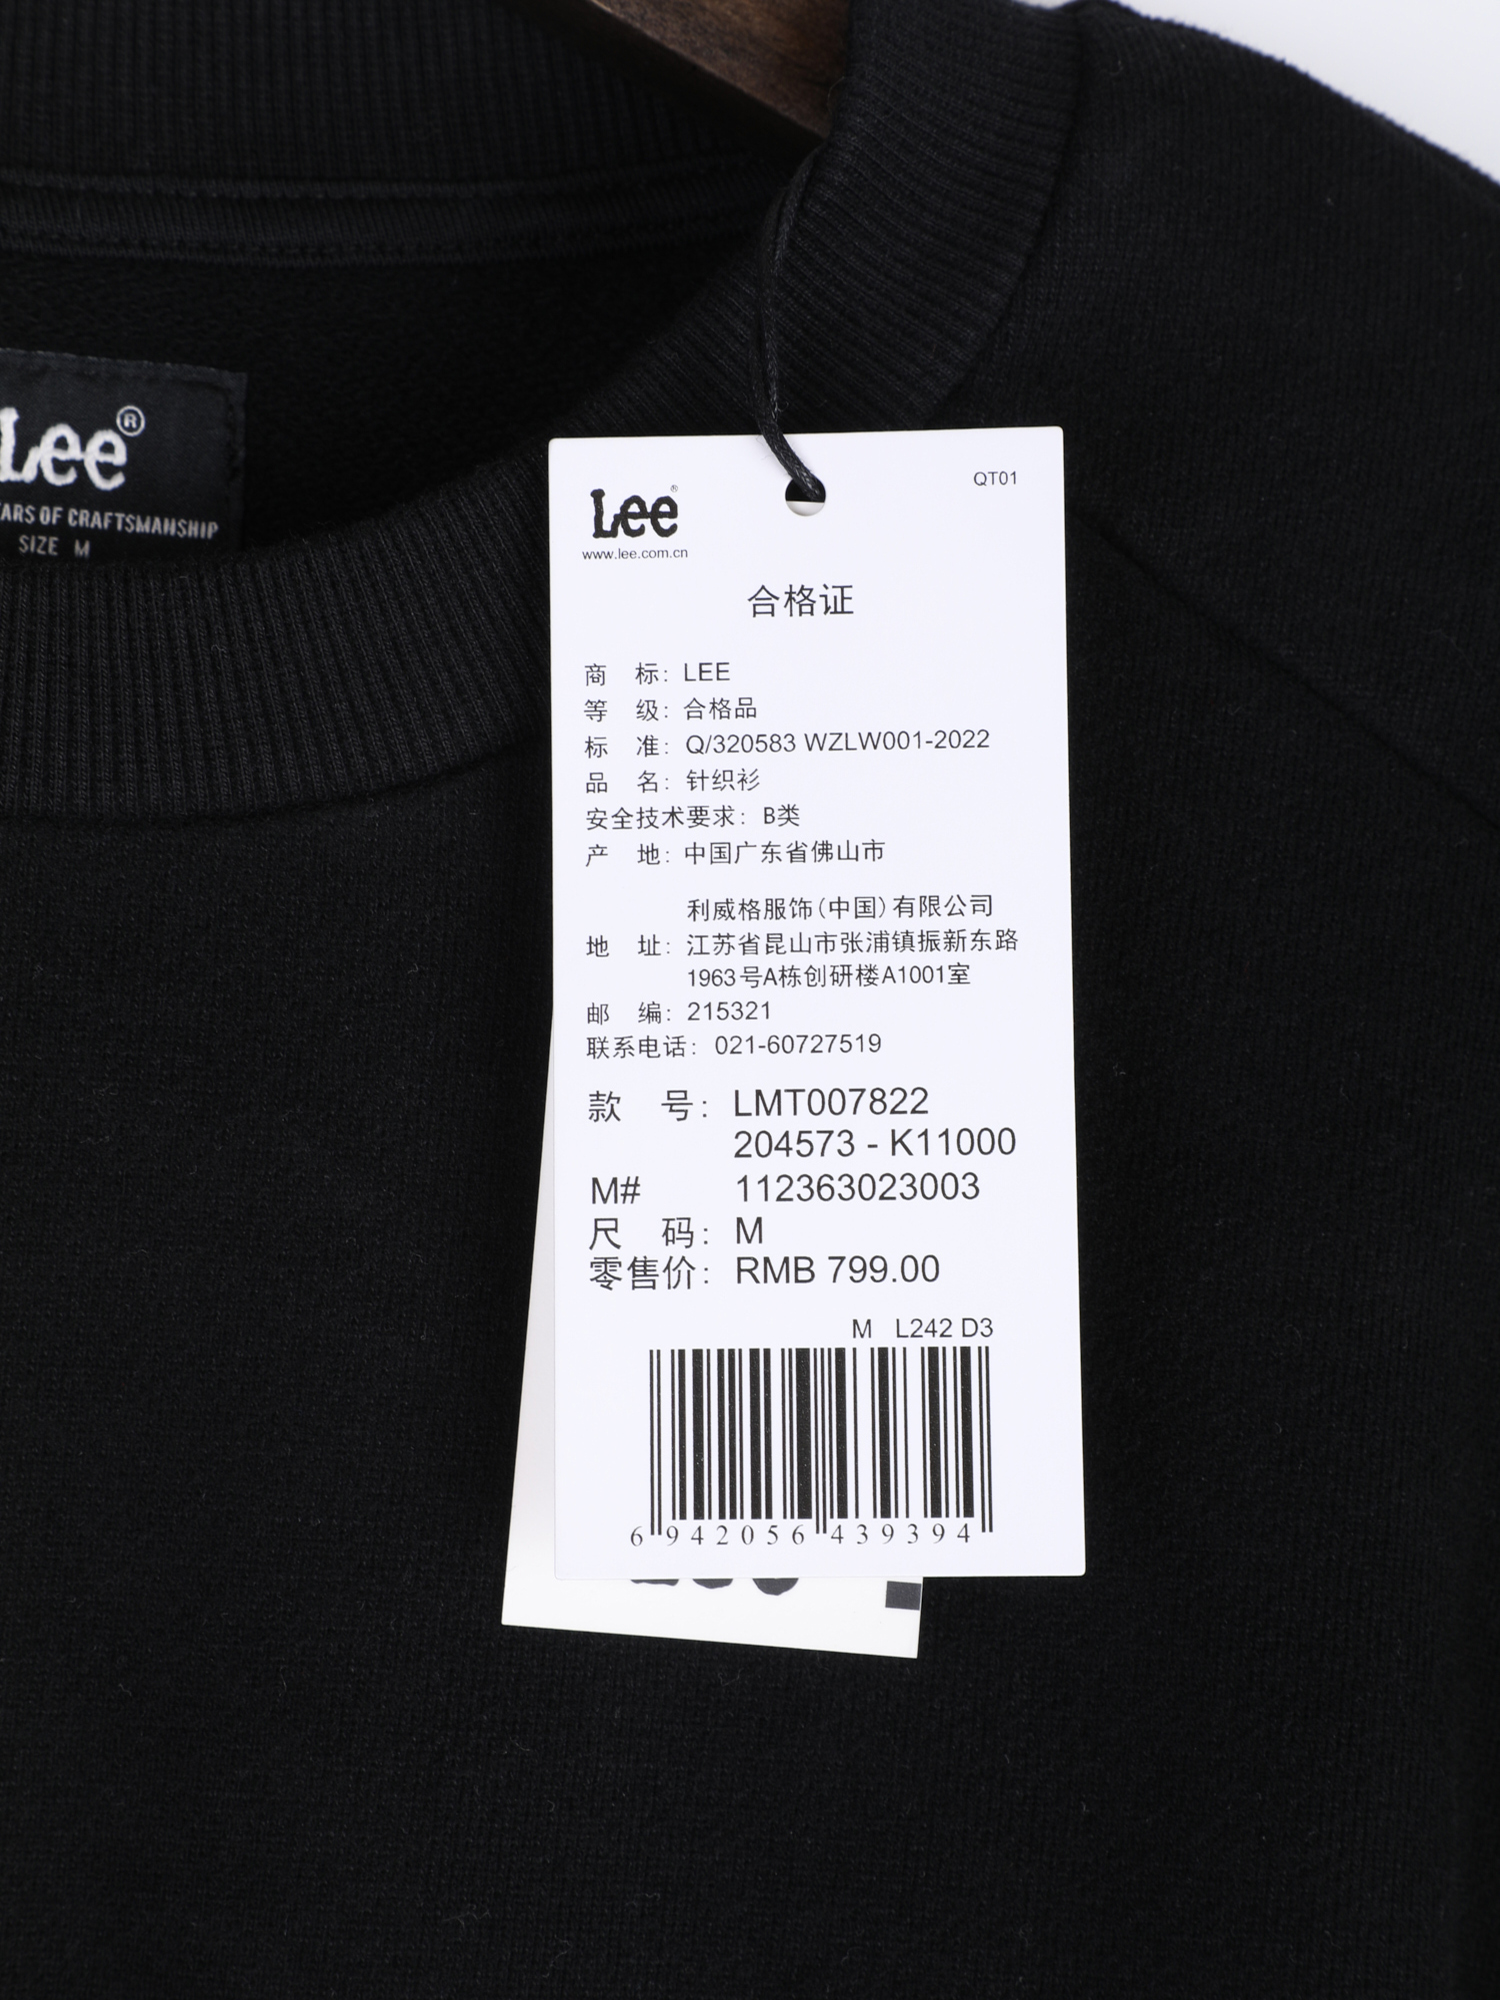 Lee®
ARS OF CRAFTSMANSHIP
SIZE M
Lee®
QT01
www.lee.com.cn
合格证
商 标: LEE
等 级: 合格品
标 准: Q/320583 WZLW001-2022
品 名: 针织衫
安全技术要求: B类
产 地: 中国广东省佛山市
利威格服饰(中国)有限公司
地 址: 江苏省昆山市张浦镇振新东路
1963号A栋创研楼A1001室
邮 编: 215321
联系电话: 021-60727519
款 号: LMT007822
204573 - K11000
M# 112363023003
尺 码: M
零售价: RMB 799.00
M L242 D3
6 942056 439394